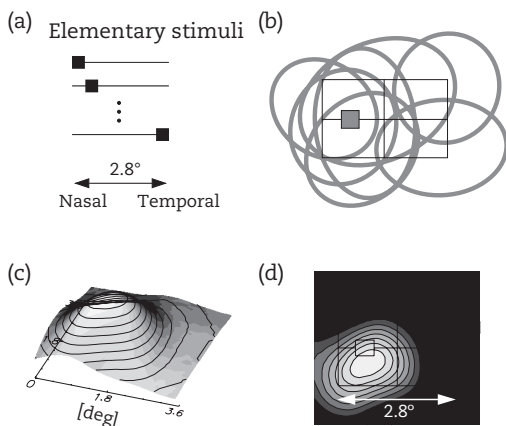 (a)
Elementary stimuli
2.8°
Nasal Temporal
(b)
(c)
0
1.8
3.6
[deg]
(d)
2.8°